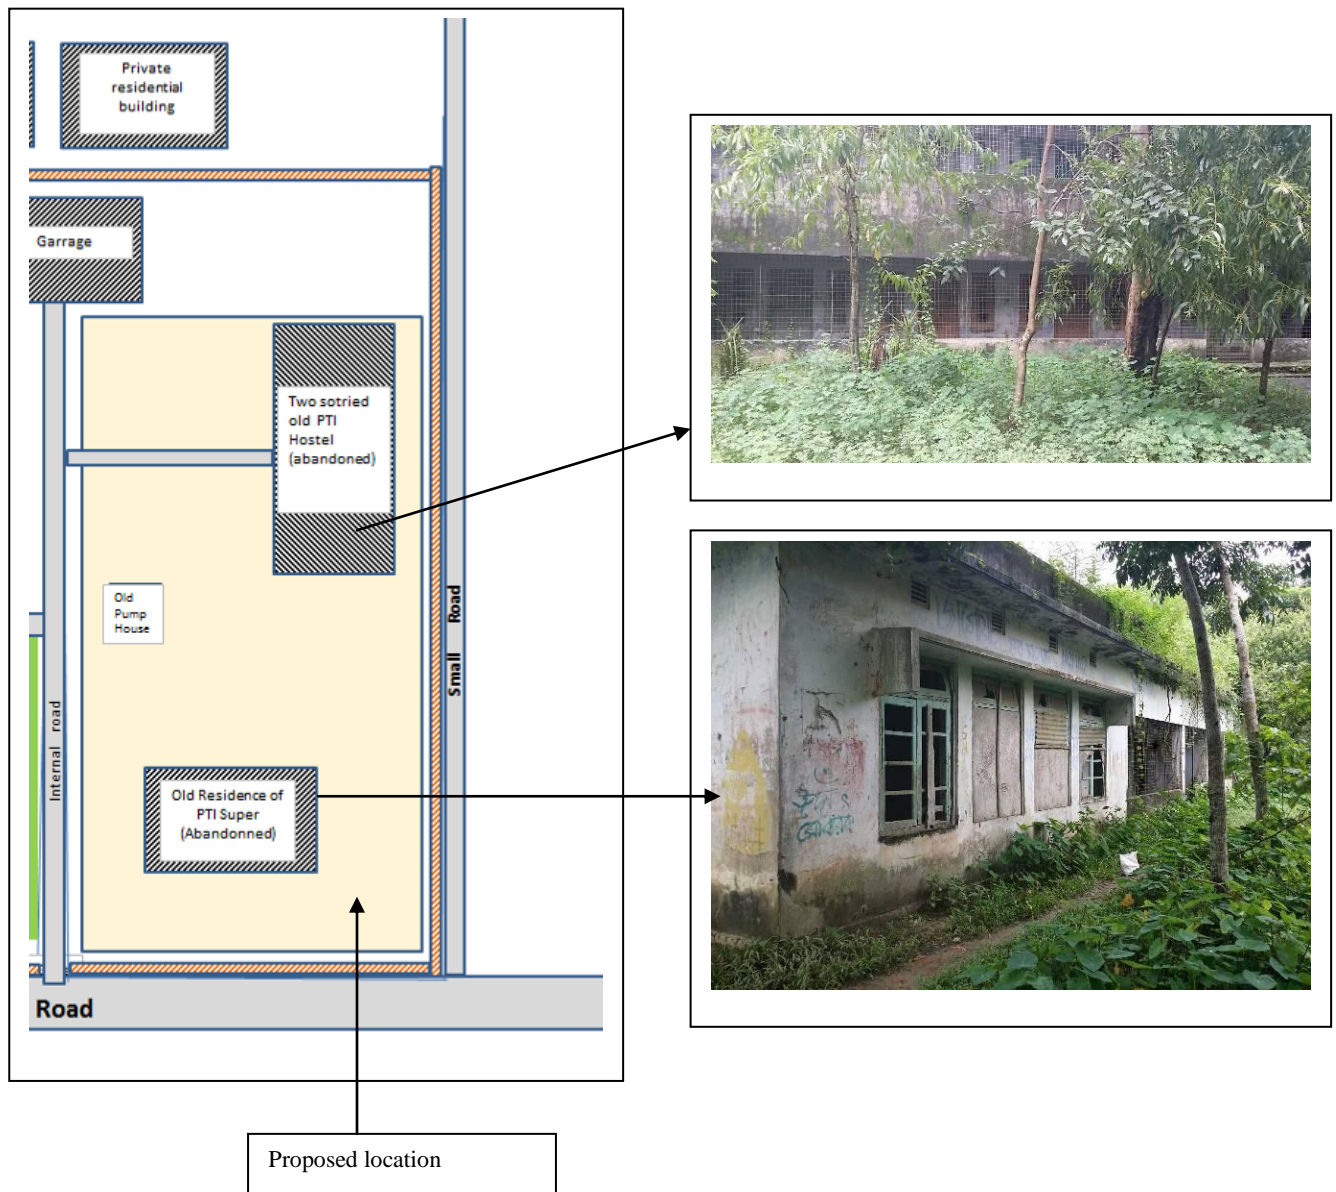 Private
residential
building
Garrage
Two sotried
old PTI
Hostel
(abandoned)
Old
Pump
House
Small Road
Internal road
Old Residence of
PTI Super
(Abandonned)
Road
Proposed location